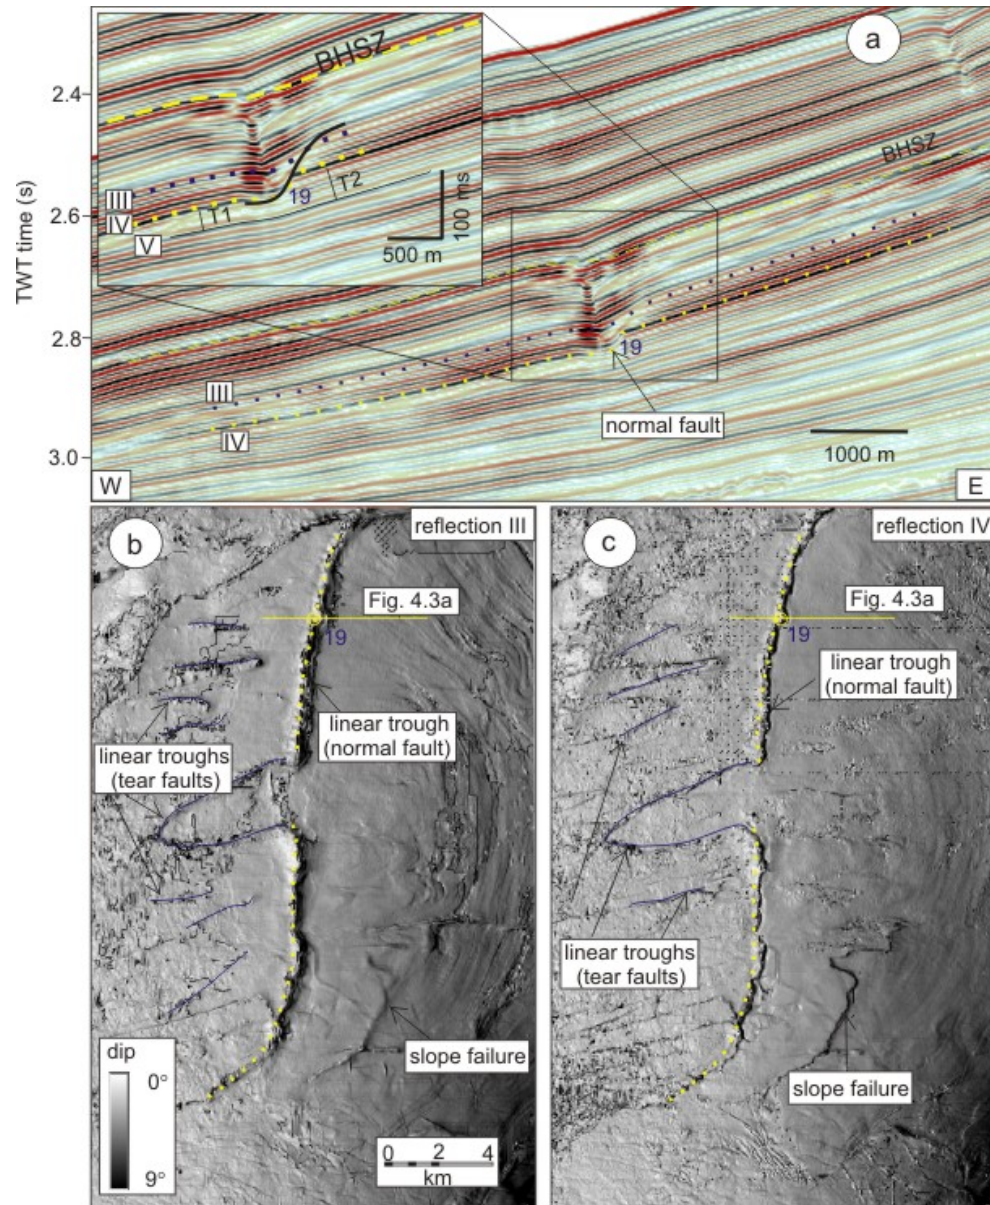 a
BHSZ
2.4
2.6
2.8
3.0
TWT time (s)
III
IV
V
T1
T2
19
100 ms
500 m
BHSZ
19
III
IV
normal fault
1000 m
W
E
b
reflection III
Fig. 4.3a
19
linear trough
(normal fault)
linear troughs
(tear faults)
slope failure
dip
0°
9°
0 2 4
km
c
reflection IV
Fig. 4.3a
19
linear trough
(normal fault)
linear troughs
(tear faults)
slope failure